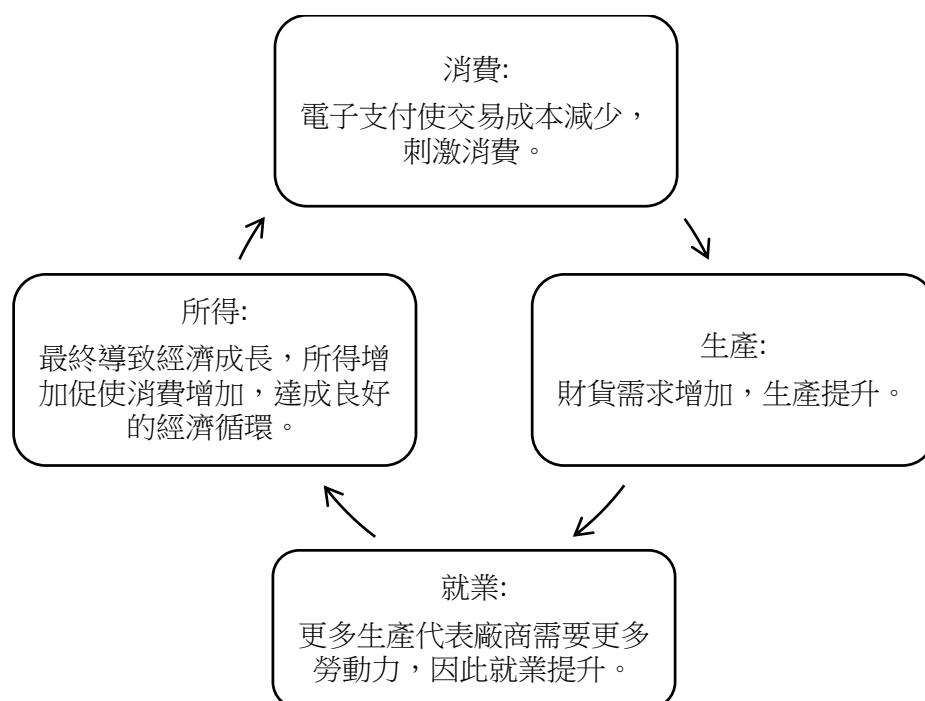 消費:
電子支付使交易成本減少，
刺激消費。
所得:
最終導致經濟成長，所得增
加促使消費增加，達成良好
的經濟循環。
生產:
財貨需求增加，生產提升。
就業:
更多生產代表廠商需要更多
勞動力，因此就業提升。